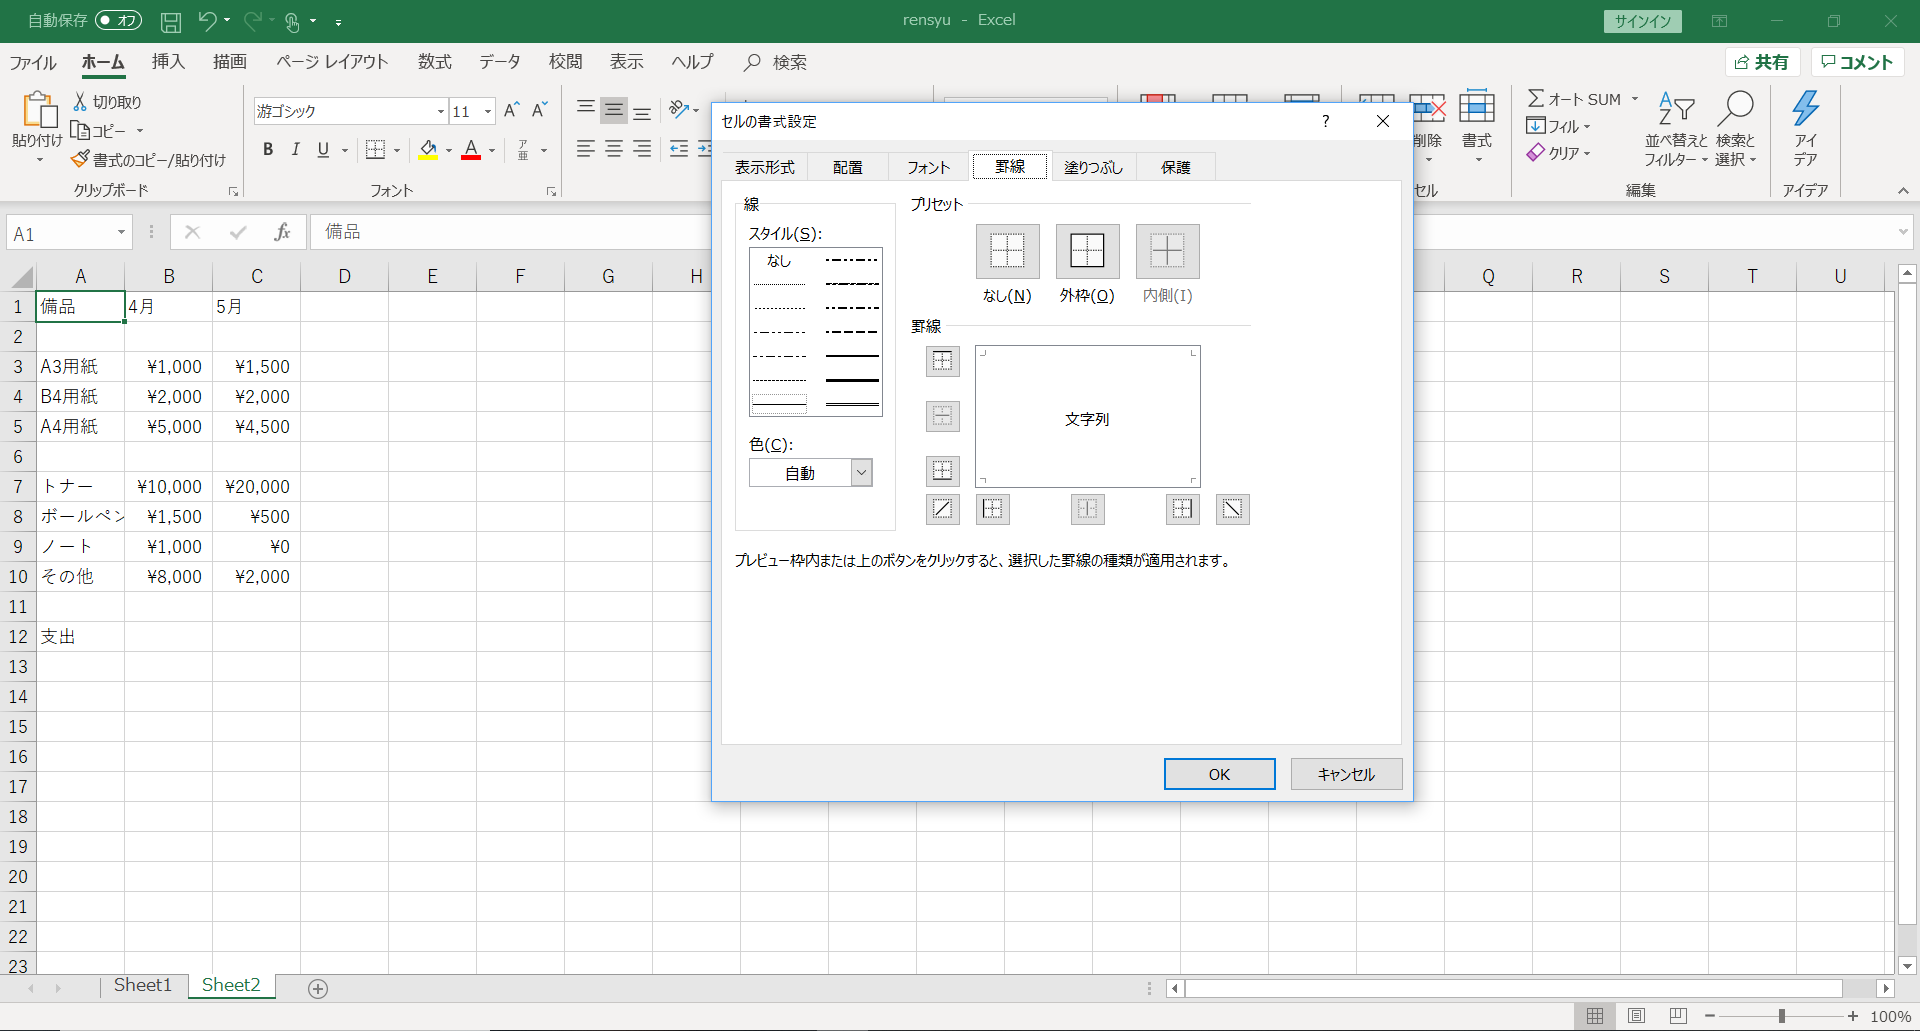 自動保存 オフ
rensyu - Excel
サインイン
ファイル ホーム 挿入 描画 ページ レイアウト 数式 データ 校閲 表示 ヘルプ 検索
共有 コメント
貼り付け
切り取り
コピー
書式のコピー/貼り付け
クリップボード
游ゴシック 11
B I U
ア
亜
フォント
削除
書式
セル
オート SUM
フィル
クリア
並べ替えと
フィルター
検索と
選択
編集
アイ
デア
アイデア
A1
fx
備品
A B C D E F G H Q R S T U
1 備品 4月 5月
2
3 A3用紙 ¥1,000 ¥1,500
4 B4用紙 ¥2,000 ¥2,000
5 A4用紙 ¥5,000 ¥4,500
6
7 トナー ¥10,000 ¥20,000
8 ボールペン ¥1,500 ¥500
9 ノート ¥1,000 ¥0
10 その他 ¥8,000 ¥2,000
11
12 支出
13
14
15
16
17
18
19
20
21
22
23
セルの書式設定
?
表示形式 配置 フォント 罫線 塗りつぶし 保護
線
スタイル(S):
なし
色(C):
自動
プリセット
なし(N) 外枠(O) 内側(I)
罫線
文字列
プレビュー枠内または上のボタンをクリックすると、選択した罫線の種類が適用されます。
OK キャンセル
Sheet1 Sheet2
100%